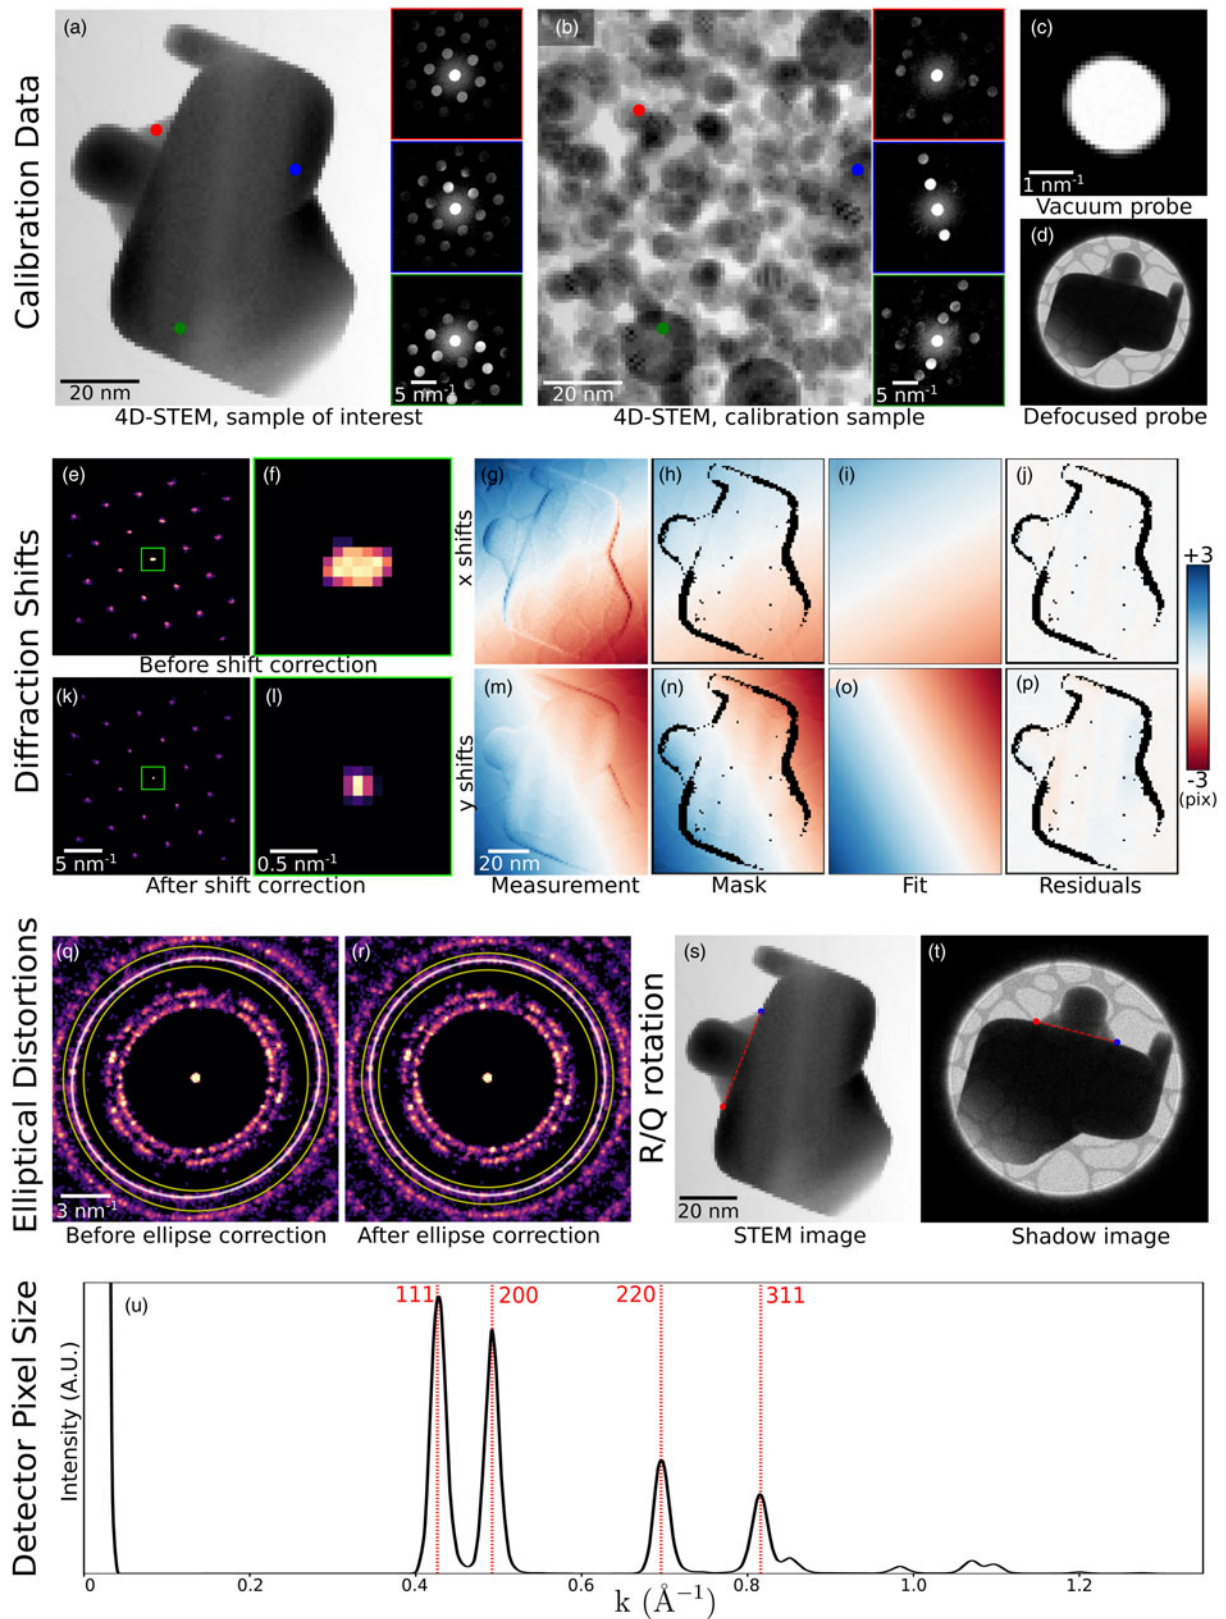 Calibration Data
(a)
20 nm
5 nm-1
4D-STEM, sample of interest
(b)
20 nm
5 nm-1
4D-STEM, calibration sample
(c)
1 nm-1
Vacuum probe
(d)
Defocused probe
Diffraction Shifts
(e)
(f)
Before shift correction
(k)
5 nm-1
(l)
0.5 nm-1
After shift correction
x shifts
(g)
(h)
(i)
(j)
y shifts
(m)
20 nm
(n)
(o)
(p)
Measurement
Mask
Fit
Residuals
+3
-3
(pix)
Elliptical Distortions
(q)
3 nm-1
Before ellipse correction
(r)
After ellipse correction
R/Q rotation
(s)
20 nm
STEM image
(t)
Shadow image
Detector Pixel Size
(u)
Intensity (A.U.)
111
200
220
311
0
0.2
0.4
0.6
0.8
1.0
1.2
k (Å−1)